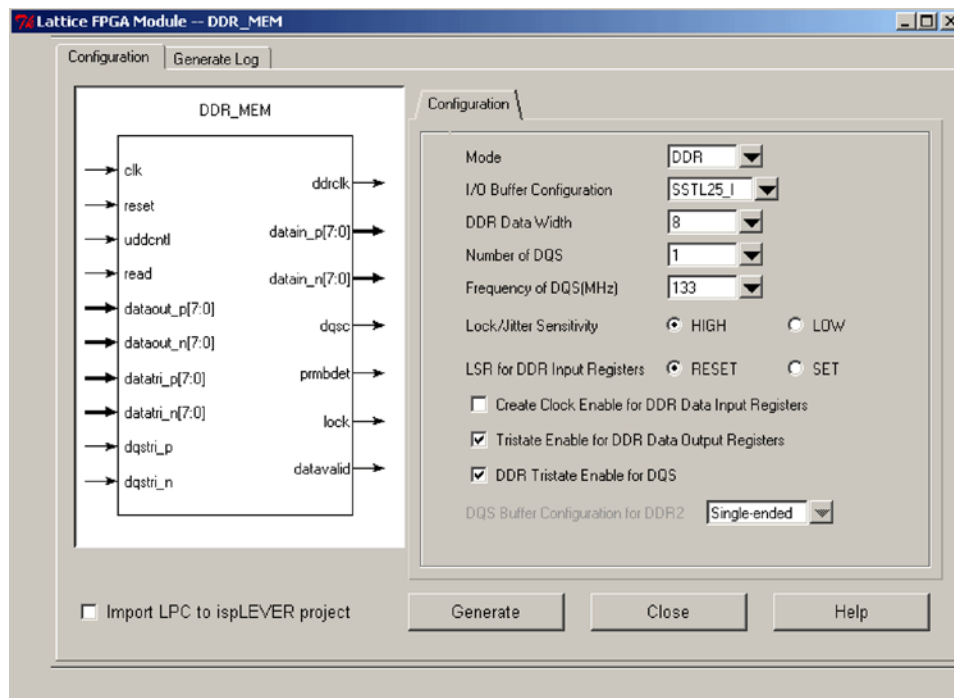 Lattice FPGA Module -- DDR_MEM
Configuration
Generate Log
DDR_MEM
clk
reset
uddcntl
read
dataout_p[7:0]
dataout_n[7:0]
datatri_p[7:0]
datatri_n[7:0]
dqstri_p
dqstri_n
ddrclk
datain_p[7:0]
datain_n[7:0]
dqsc
prmbdet
lock
datavalid
Configuration
Mode DDR
I/O Buffer Configuration SSTL25_I
DDR Data Width 8
Number of DQS 1
Frequency of DQS(MHz) 133
Lock/Jitter Sensitivity HIGH LOW
LSR for DDR Input Registers RESET SET
Create Clock Enable for DDR Data Input Registers
Tristate Enable for DDR Data Output Registers
DDR Tristate Enable for DQS
DQS Buffer Configuration for DDR2 Single-ended
Import LPC to ispLEVER project
Generate
Close
Help